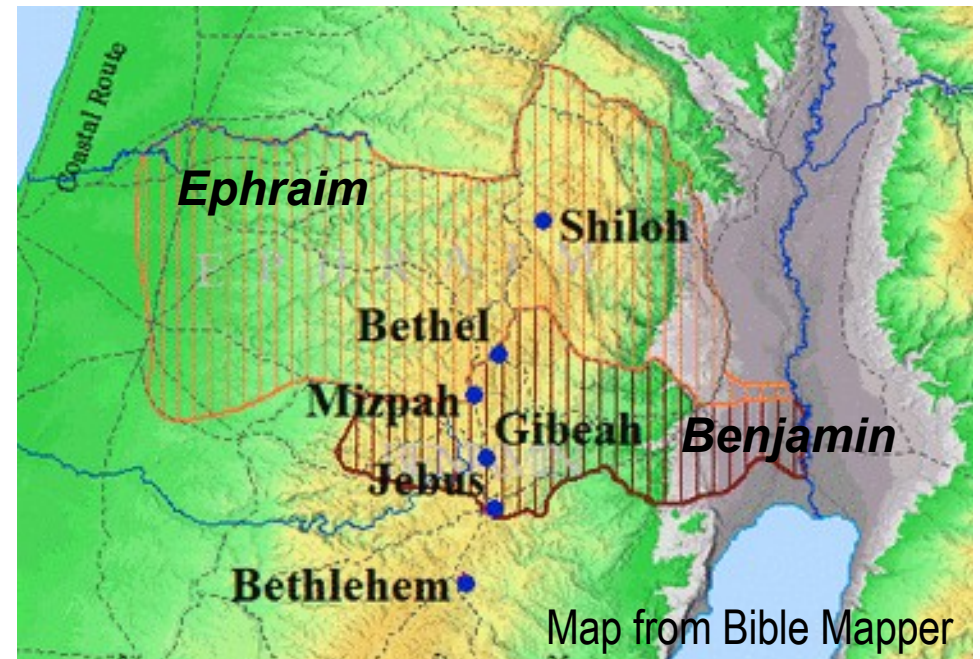 Coastal Route
Ephraim
Shiloh
EPHRAIM
Bethel
Mizpah
Gibeah
Benjamin
Jebus
Bethlehem
Map from Bible Mapper